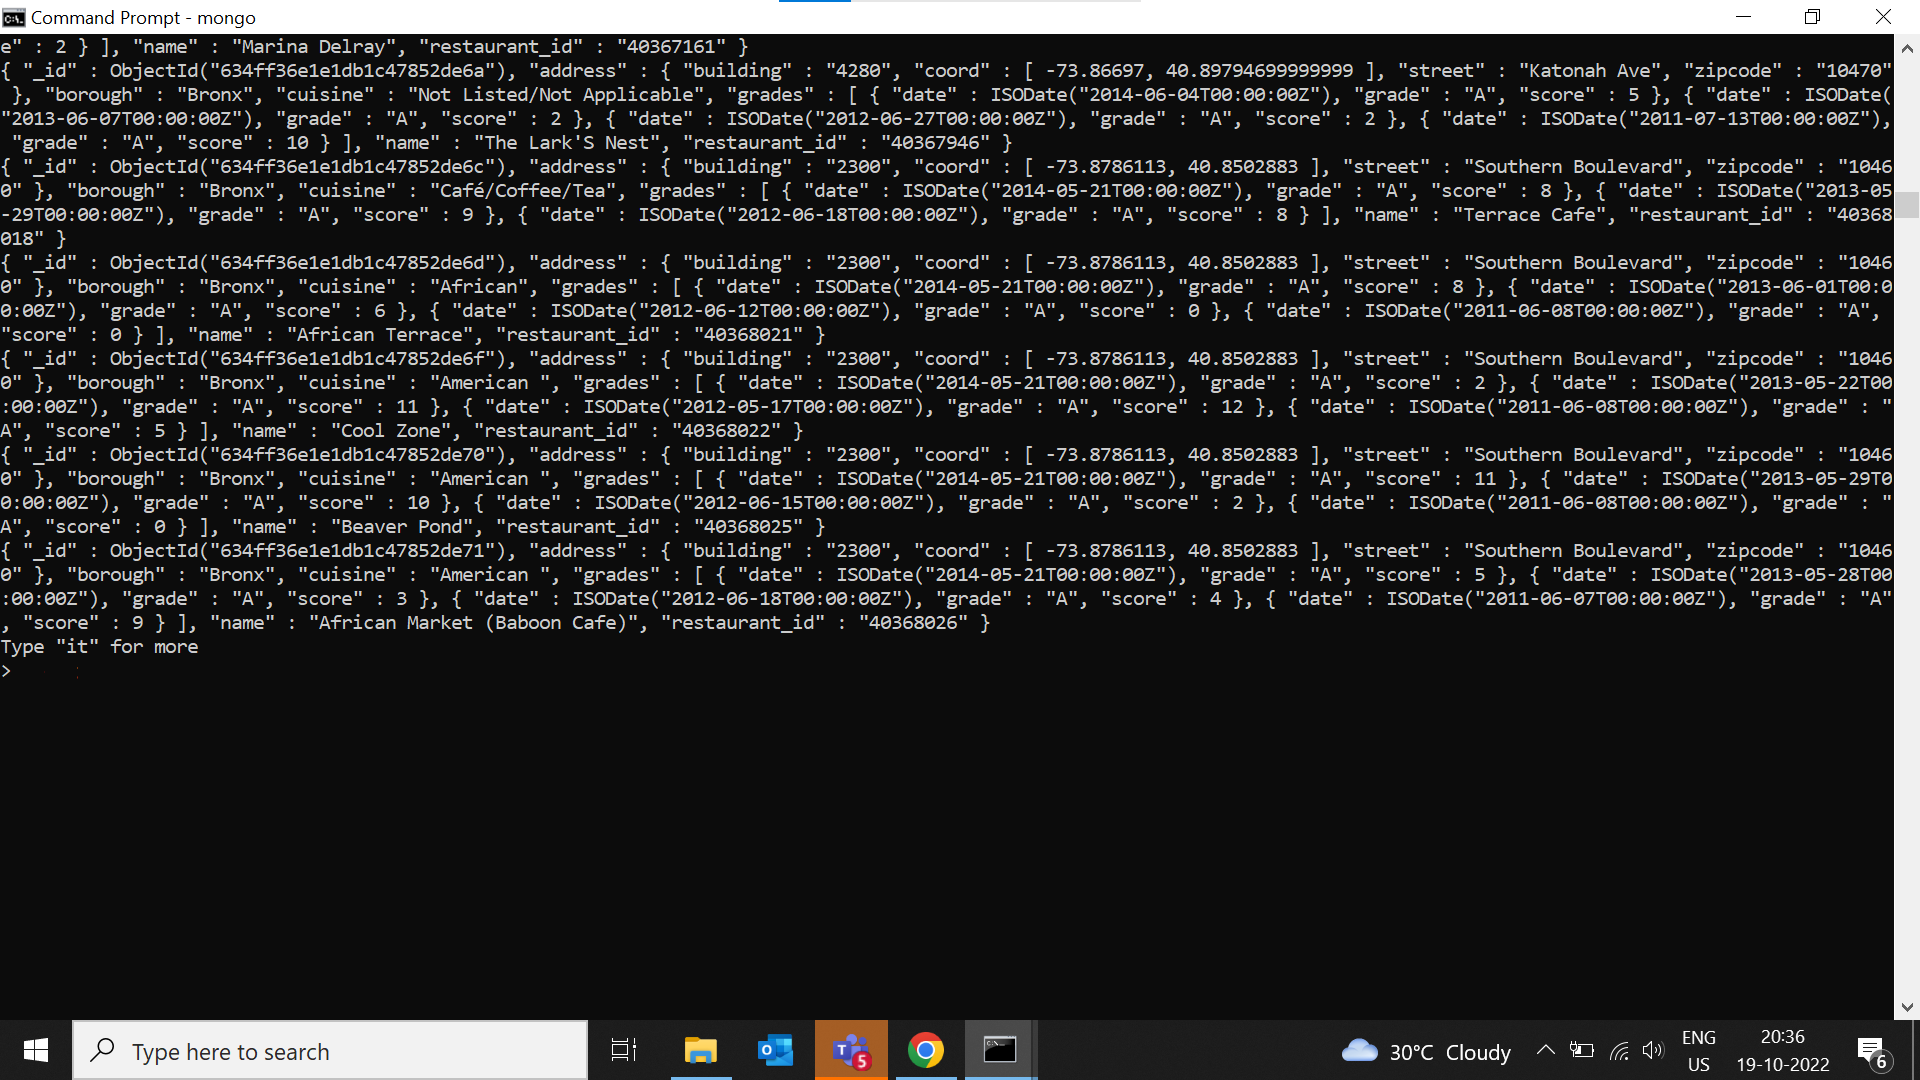 Command Prompt - mongo
e" : 2 } ], "name" : "Marina Delray", "restaurant_id" : "40367161" }
{ "_id" : ObjectId("634ff36e1e1db1c47852de6a"), "address" : { "building" : "4280", "coord" : [ -73.86697, 40.89794699999999 ], "street" : "Katonah Ave", "zipcode" : "10470"
 }, "borough" : "Bronx", "cuisine" : "Not Listed/Not Applicable", "grades" : [ { "date" : ISODate("2014-06-04T00:00:00Z"), "grade" : "A", "score" : 5 }, { "date" : ISODate(
"2013-06-07T00:00:00Z"), "grade" : "A", "score" : 2 }, { "date" : ISODate("2012-06-27T00:00:00Z"), "grade" : "A", "score" : 2 }, { "date" : ISODate("2011-07-13T00:00:00Z"),
 "grade" : "A", "score" : 10 } ], "name" : "The Lark'S Nest", "restaurant_id" : "40367946" }
{ "_id" : ObjectId("634ff36e1e1db1c47852de6c"), "address" : { "building" : "2300", "coord" : [ -73.8786113, 40.8502883 ], "street" : "Southern Boulevard", "zipcode" : "1046
0" }, "borough" : "Bronx", "cuisine" : "Café/Coffee/Tea", "grades" : [ { "date" : ISODate("2014-05-21T00:00:00Z"), "grade" : "A", "score" : 8 }, { "date" : ISODate("2013-05
-29T00:00:00Z"), "grade" : "A", "score" : 9 }, { "date" : ISODate("2012-06-18T00:00:00Z"), "grade" : "A", "score" : 8 } ], "name" : "Terrace Cafe", "restaurant_id" : "40368
018" }
{ "_id" : ObjectId("634ff36e1e1db1c47852de6d"), "address" : { "building" : "2300", "coord" : [ -73.8786113, 40.8502883 ], "street" : "Southern Boulevard", "zipcode" : "1046
0" }, "borough" : "Bronx", "cuisine" : "African", "grades" : [ { "date" : ISODate("2014-05-21T00:00:00Z"), "grade" : "A", "score" : 8 }, { "date" : ISODate("2013-06-01T00:0
0:00Z"), "grade" : "A", "score" : 6 }, { "date" : ISODate("2012-06-12T00:00:00Z"), "grade" : "A", "score" : 0 }, { "date" : ISODate("2011-06-08T00:00:00Z"), "grade" : "A",
"score" : 0 } ], "name" : "African Terrace", "restaurant_id" : "40368021" }
{ "_id" : ObjectId("634ff36e1e1db1c47852de6f"), "address" : { "building" : "2300", "coord" : [ -73.8786113, 40.8502883 ], "street" : "Southern Boulevard", "zipcode" : "1046
0" }, "borough" : "Bronx", "cuisine" : "American ", "grades" : [ { "date" : ISODate("2014-05-21T00:00:00Z"), "grade" : "A", "score" : 2 }, { "date" : ISODate("2013-05-22T00
:00:00Z"), "grade" : "A", "score" : 11 }, { "date" : ISODate("2012-05-17T00:00:00Z"), "grade" : "A", "score" : 12 }, { "date" : ISODate("2011-06-08T00:00:00Z"), "grade" : "
A", "score" : 5 } ], "name" : "Cool Zone", "restaurant_id" : "40368022" }
{ "_id" : ObjectId("634ff36e1e1db1c47852de70"), "address" : { "building" : "2300", "coord" : [ -73.8786113, 40.8502883 ], "street" : "Southern Boulevard", "zipcode" : "1046
0" }, "borough" : "Bronx", "cuisine" : "American ", "grades" : [ { "date" : ISODate("2014-05-21T00:00:00Z"), "grade" : "A", "score" : 11 }, { "date" : ISODate("2013-05-29T0
0:00:00Z"), "grade" : "A", "score" : 10 }, { "date" : ISODate("2012-06-15T00:00:00Z"), "grade" : "A", "score" : 2 }, { "date" : ISODate("2011-06-08T00:00:00Z"), "grade" : "
A", "score" : 0 } ], "name" : "Beaver Pond", "restaurant_id" : "40368025" }
{ "_id" : ObjectId("634ff36e1e1db1c47852de71"), "address" : { "building" : "2300", "coord" : [ -73.8786113, 40.8502883 ], "street" : "Southern Boulevard", "zipcode" : "1046
0" }, "borough" : "Bronx", "cuisine" : "American ", "grades" : [ { "date" : ISODate("2014-05-21T00:00:00Z"), "grade" : "A", "score" : 5 }, { "date" : ISODate("2013-05-28T00
:00:00Z"), "grade" : "A", "score" : 3 }, { "date" : ISODate("2012-06-18T00:00:00Z"), "grade" : "A", "score" : 4 }, { "date" : ISODate("2011-06-07T00:00:00Z"), "grade" : "A"
, "score" : 9 } ], "name" : "African Market (Baboon Cafe)", "restaurant_id" : "40368026" }
Type "it" for more
>
Type here to search
5
30°C Cloudy
ENG
US
20:36
19-10-2022
6